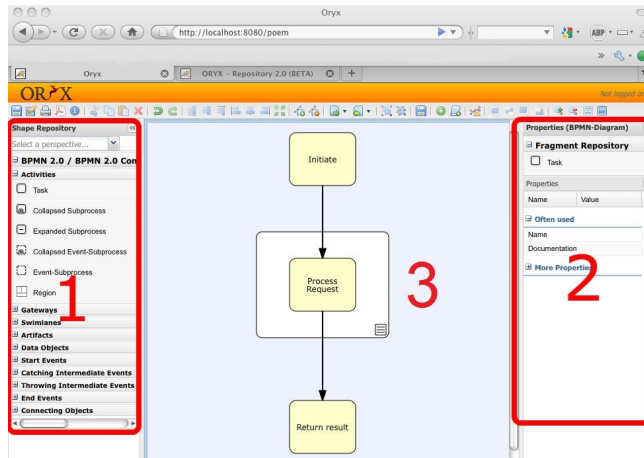 Oryx
http://localhost:8080/poem
ABP
»
Oryx
ORYX – Repository 2.0 (BETA)
+
ORYX
Not logged on
Shape Repository
«
Select a perspective...
BPMN 2.0 / BPMN 2.0 Con
Activities
Task
Collapsed Subprocess
Expanded Subprocess
Collapsed Event-Subprocess
Event-Subprocess
Region
Gateways
Swimlanes
Artifacts
Data Objects
Start Events
Catching Intermediate Events
Throwing Intermediate Events
End Events
Connecting Objects
1
Initiate
Process
Request
Return result
3
Properties (BPMN-Diagram)
Fragment Repository
Task
Properties
Name Value
Often used
Name
Documentation
More Properties
2